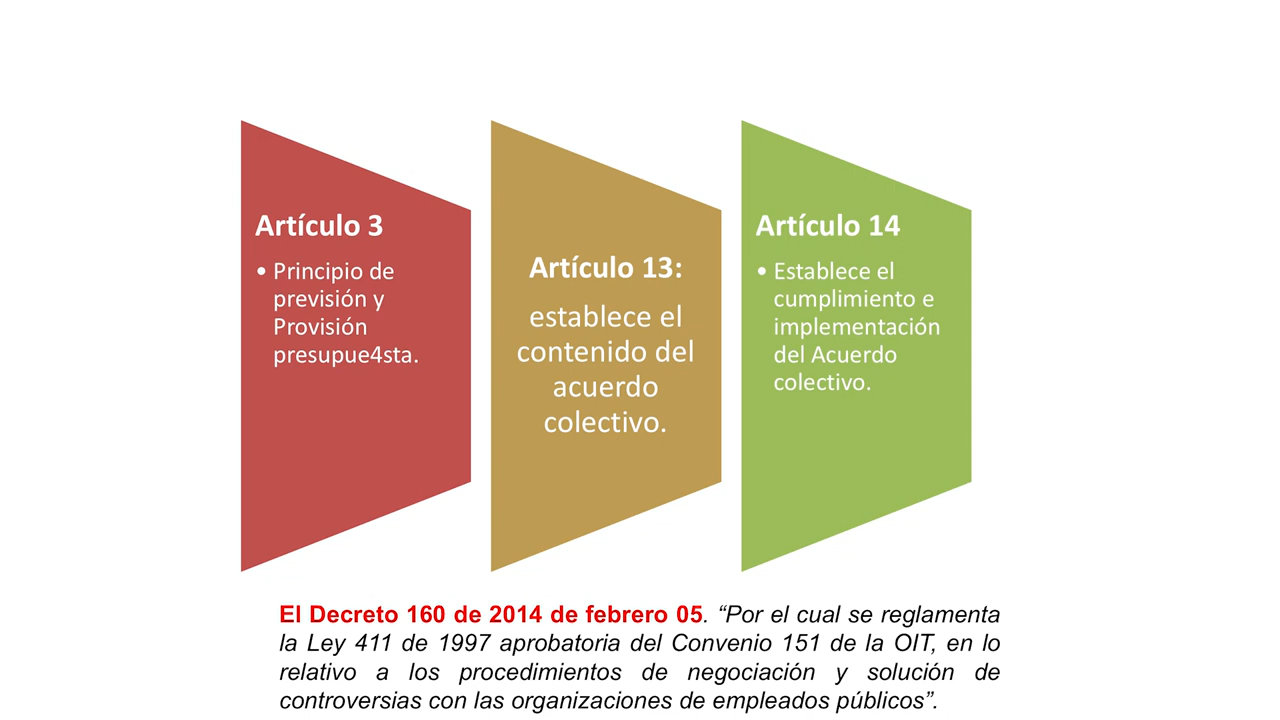 Artículo 3
• Principio de
previsión y
Provisión
presupue4sta.
Artículo 13:
establece el
contenido del
acuerdo
colectivo.
Artículo 14
• Establece el
cumplimiento e
implementación
del Acuerdo
colectivo.
El Decreto 160 de 2014 de febrero 05. “Por el cual se reglamenta
la Ley 411 de 1997 aprobatoria del Convenio 151 de la OIT, en lo
relativo a los procedimientos de negociación y solución de
controversias con las organizaciones de empleados públicos”.